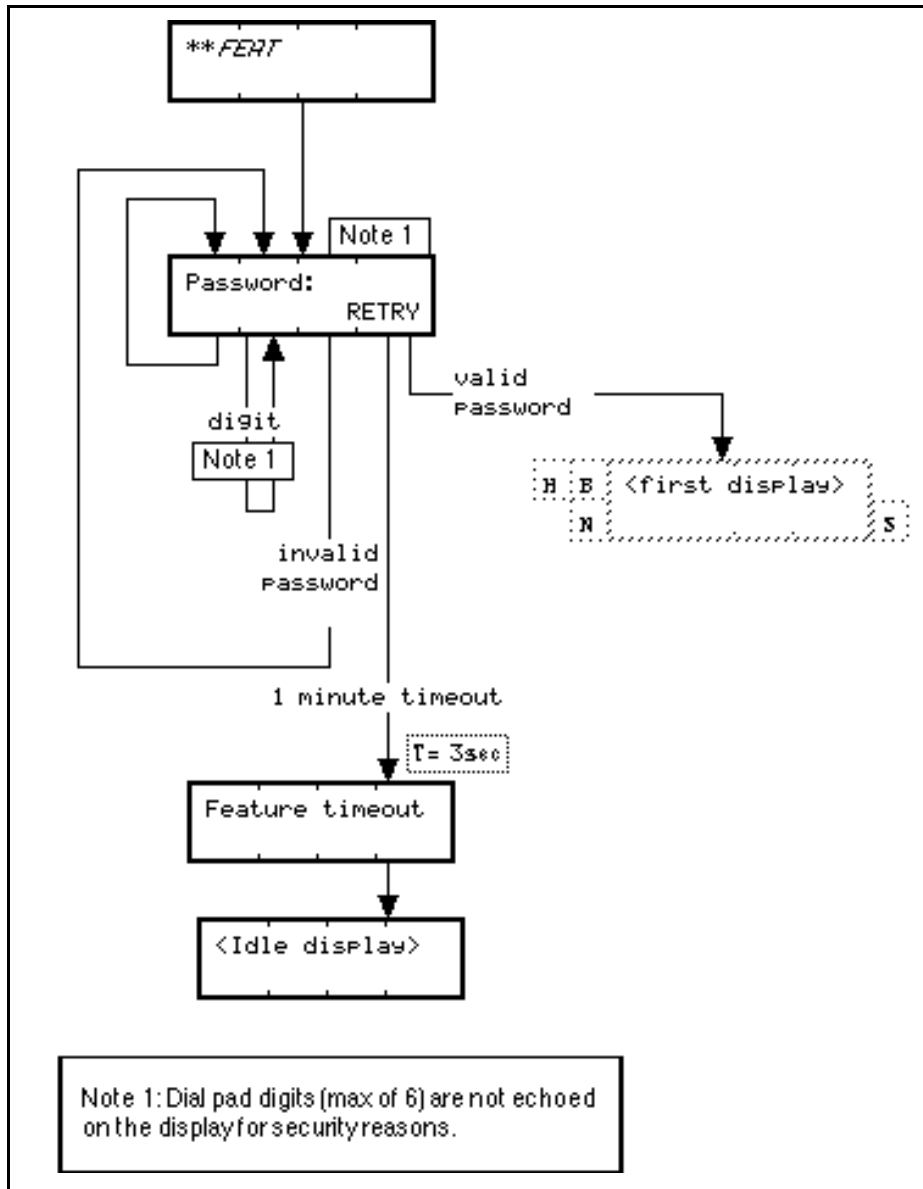 **FEAT
Note 1
Password:
RETRY
valid
password
digit
Note 1
H B <first display>
N S
invalid
password
1 minute timeout
T= 3sec
Feature timeout
<Idle display>
Note 1: Dial pad digits (max of 6) are not echoed
on the display for security reasons.